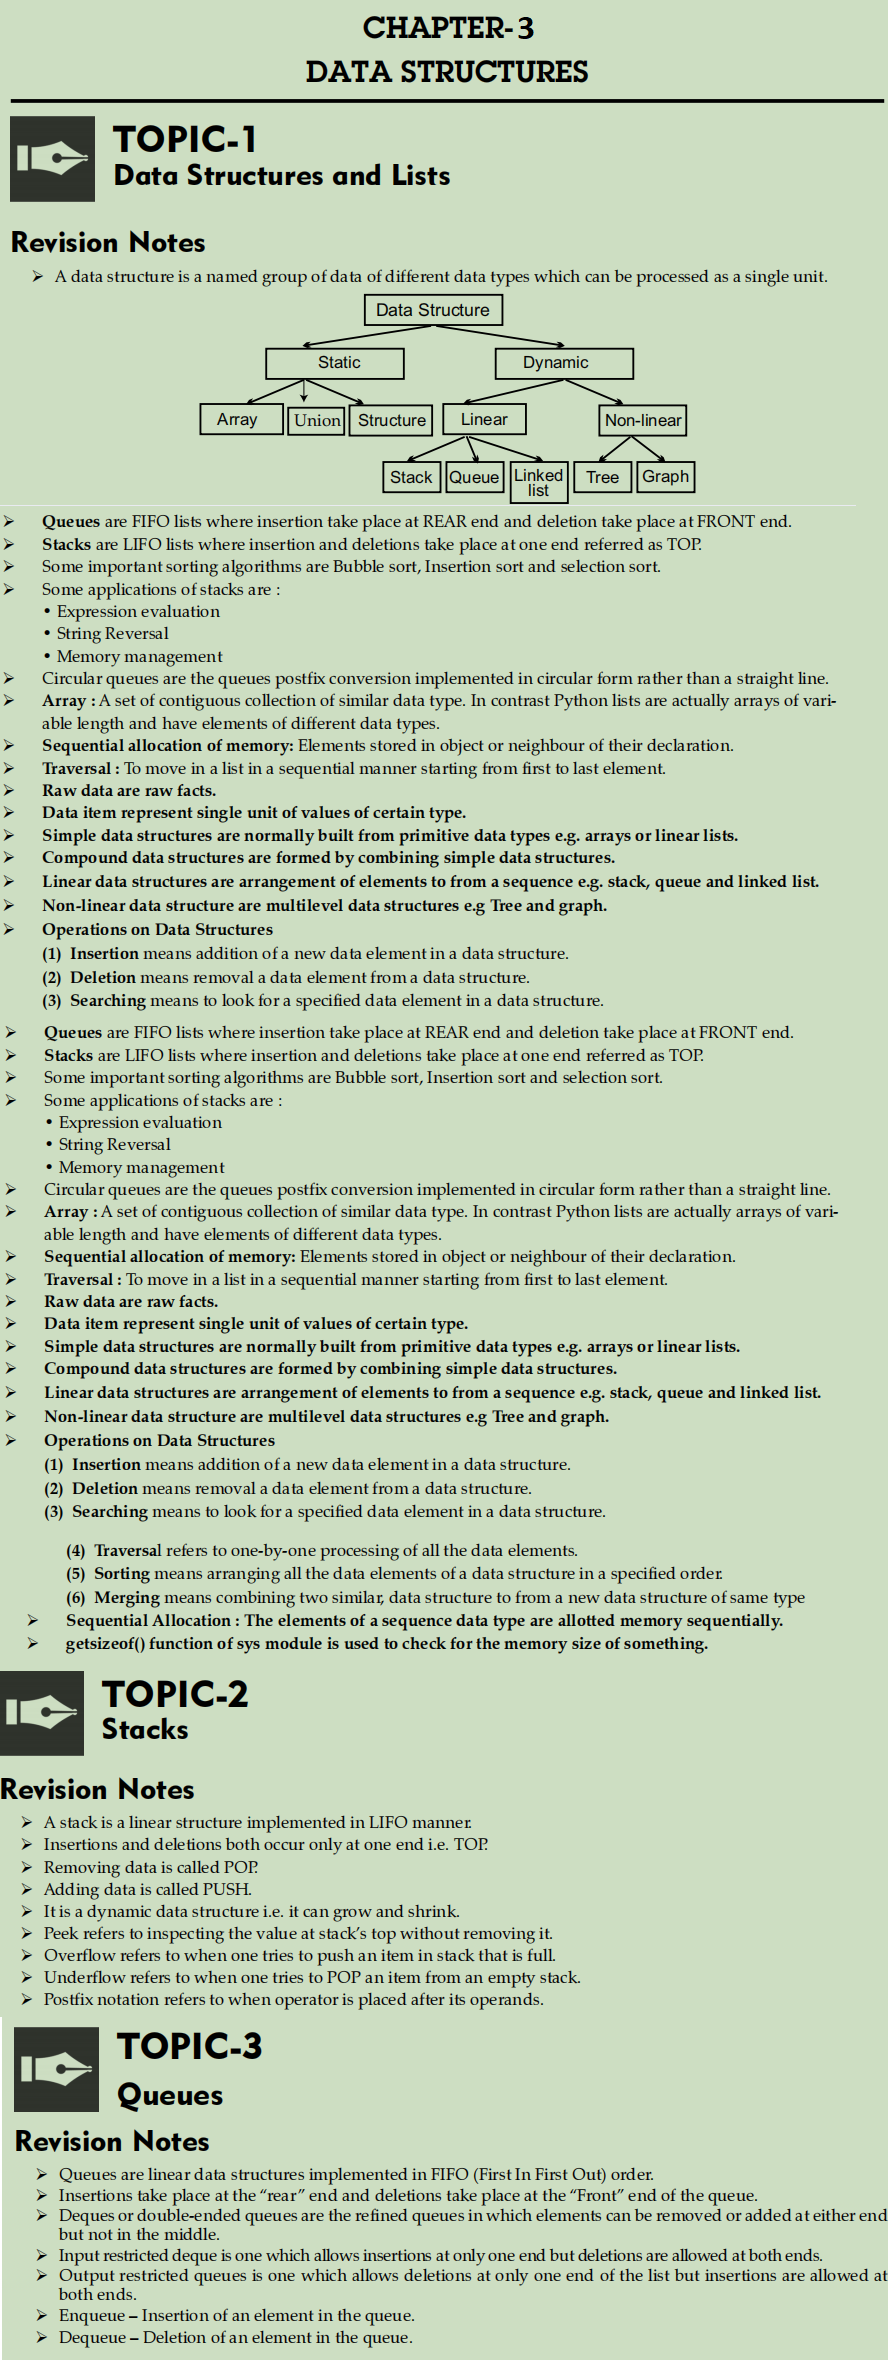 CHAPTER-3
DATA STRUCTURES
TOPIC-1
Data Structures and Lists
Revision Notes
➢ A data structure is a named group of data of different data types which can be processed as a single unit.
Data Structure
Static Dynamic
Array Union Structure Linear Non-linear
Stack Queue Linked list Tree Graph
➢ Queues are FIFO lists where insertion take place at REAR end and deletion take place at FRONT end.
➢ Stacks are LIFO lists where insertion and deletions take place at one end referred as TOP.
➢ Some important sorting algorithms are Bubble sort, Insertion sort and selection sort.
➢ Some applications of stacks are :
• Expression evaluation
• String Reversal
• Memory management
➢ Circular queues are the queues postfix conversion implemented in circular form rather than a straight line.
➢ Array : A set of contiguous collection of similar data type. In contrast Python lists are actually arrays of vari-
able length and have elements of different data types.
➢ Sequential allocation of memory: Elements stored in object or neighbour of their declaration.
➢ Traversal : To move in a list in a sequential manner starting from first to last element.
➢ Raw data are raw facts.
➢ Data item represent single unit of values of certain type.
➢ Simple data structures are normally built from primitive data types e.g. arrays or linear lists.
➢ Compound data structures are formed by combining simple data structures.
➢ Linear data structures are arrangement of elements to from a sequence e.g. stack, queue and linked list.
➢ Non-linear data structure are multilevel data structures e.g Tree and graph.
➢ Operations on Data Structures
(1) Insertion means addition of a new data element in a data structure.
(2) Deletion means removal a data element from a data structure.
(3) Searching means to look for a specified data element in a data structure.
➢ Queues are FIFO lists where insertion take place at REAR end and deletion take place at FRONT end.
➢ Stacks are LIFO lists where insertion and deletions take place at one end referred as TOP.
➢ Some important sorting algorithms are Bubble sort, Insertion sort and selection sort.
➢ Some applications of stacks are :
• Expression evaluation
• String Reversal
• Memory management
➢ Circular queues are the queues postfix conversion implemented in circular form rather than a straight line.
➢ Array : A set of contiguous collection of similar data type. In contrast Python lists are actually arrays of vari-
able length and have elements of different data types.
➢ Sequential allocation of memory: Elements stored in object or neighbour of their declaration.
➢ Traversal : To move in a list in a sequential manner starting from first to last element.
➢ Raw data are raw facts.
➢ Data item represent single unit of values of certain type.
➢ Simple data structures are normally built from primitive data types e.g. arrays or linear lists.
➢ Compound data structures are formed by combining simple data structures.
➢ Linear data structures are arrangement of elements to from a sequence e.g. stack, queue and linked list.
➢ Non-linear data structure are multilevel data structures e.g Tree and graph.
➢ Operations on Data Structures
(1) Insertion means addition of a new data element in a data structure.
(2) Deletion means removal a data element from a data structure.
(3) Searching means to look for a specified data element in a data structure.
(4) Traversal refers to one-by-one processing of all the data elements.
(5) Sorting means arranging all the data elements of a data structure in a specified order.
(6) Merging means combining two similar, data structure to from a new data structure of same type
➢ Sequential Allocation : The elements of a sequence data type are allotted memory sequentially.
➢ getsizeof() function of sys module is used to check for the memory size of something.
TOPIC-2
Stacks
Revision Notes
➢ A stack is a linear structure implemented in LIFO manner.
➢ Insertions and deletions both occur only at one end i.e. TOP.
➢ Removing data is called POP.
➢ Adding data is called PUSH.
➢ It is a dynamic data structure i.e. it can grow and shrink.
➢ Peek refers to inspecting the value at stack's top without removing it.
➢ Overflow refers to when one tries to push an item in stack that is full.
➢ Underflow refers to when one tries to POP an item from an empty stack.
➢ Postfix notation refers to when operator is placed after its operands.
TOPIC-3
Queues
Revision Notes
➢ Queues are linear data structures implemented in FIFO (First In First Out) order.
➢ Insertions take place at the “rear” end and deletions take place at the “Front” end of the queue.
➢ Deques or double-ended queues are the refined queues in which elements can be removed or added at either end
but not in the middle.
➢ Input restricted deque is one which allows insertions at only one end but deletions are allowed at both ends.
➢ Output restricted queues is one which allows deletions at only one end of the list but insertions are allowed at
both ends.
➢ Enqueue – Insertion of an element in the queue.
➢ Dequeue – Deletion of an element in the queue.